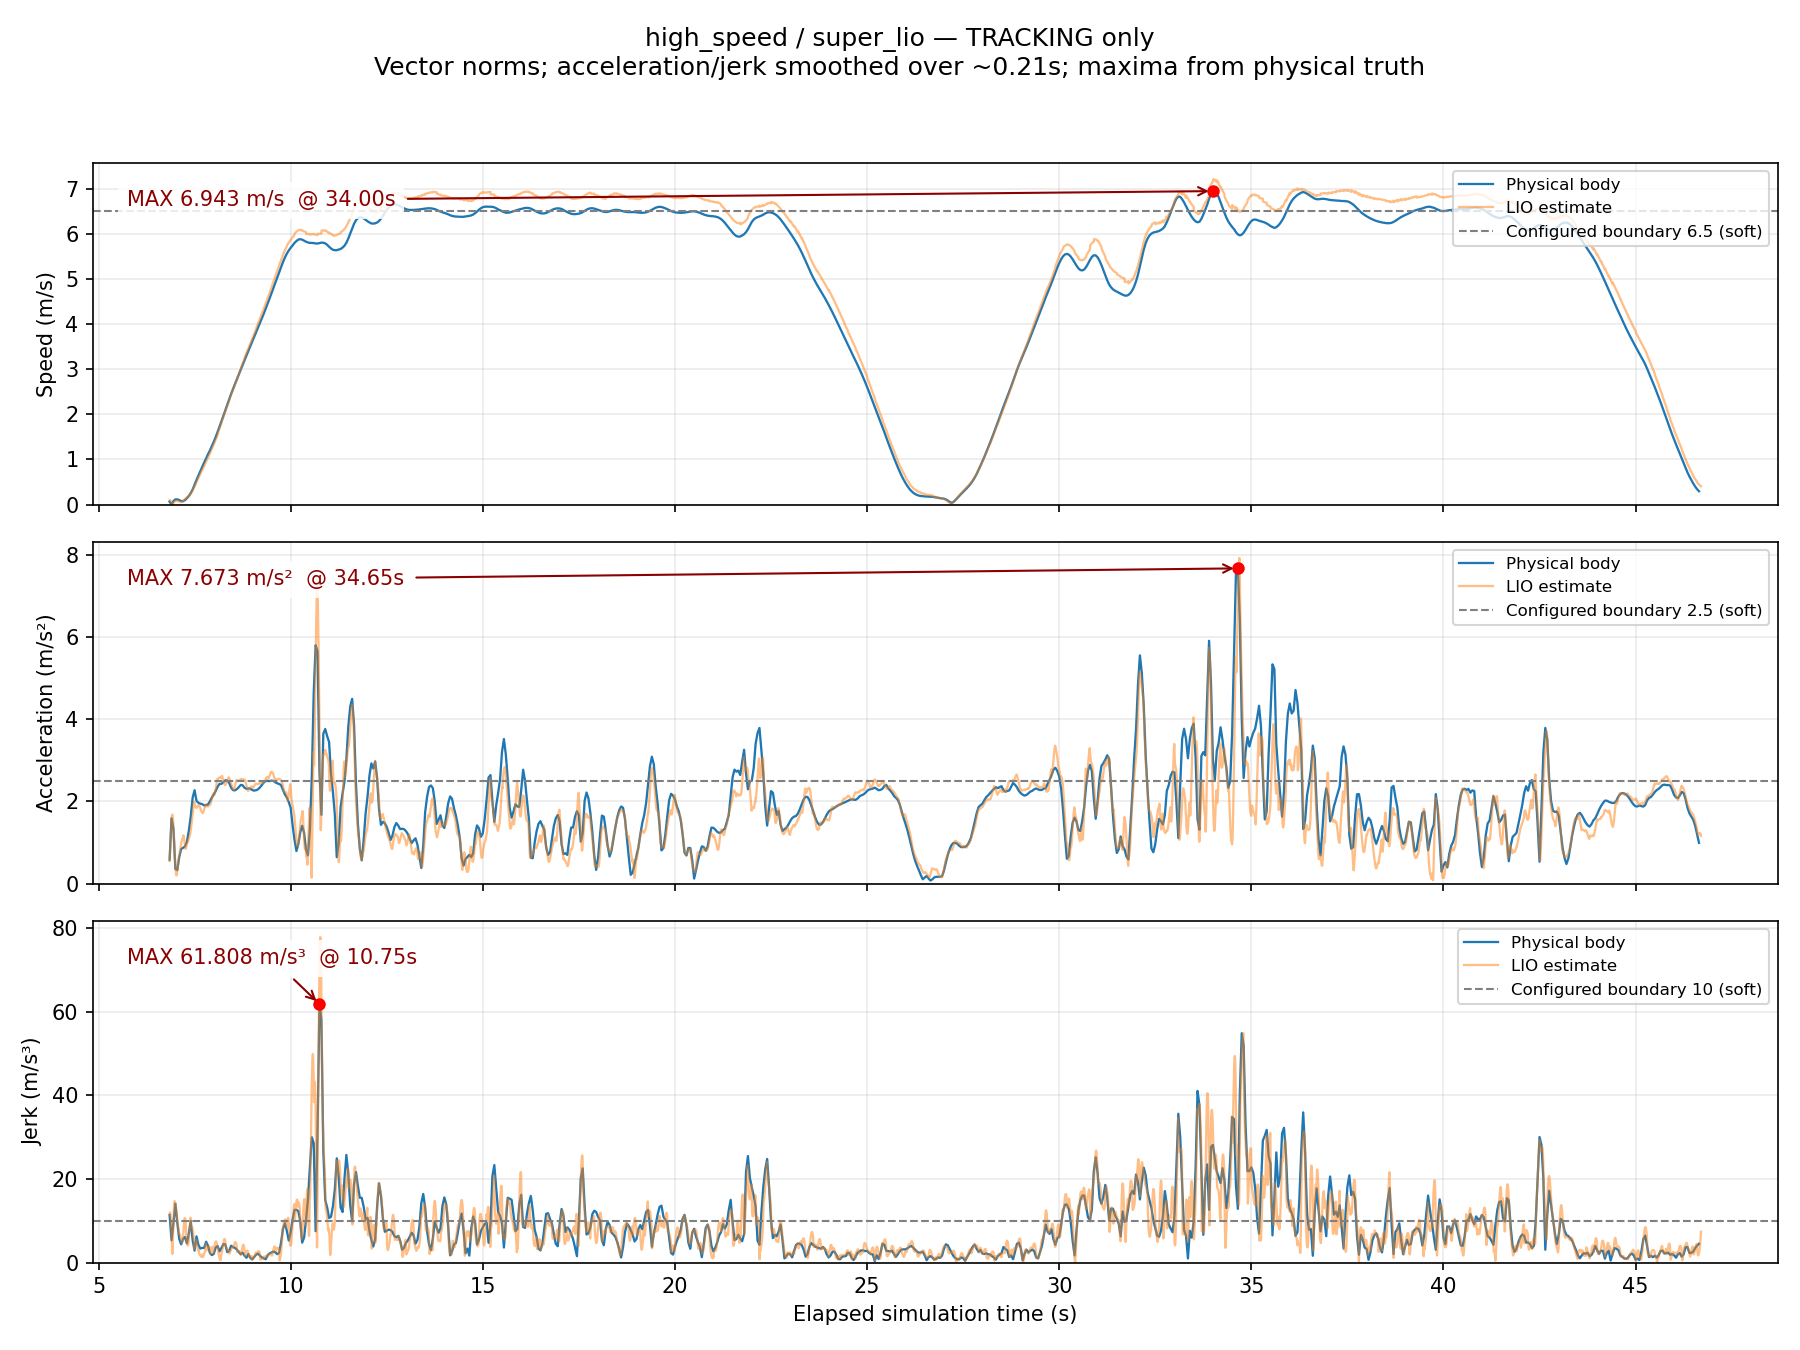 high_speed / super_lio — TRACKING only
Vector norms; acceleration/jerk smoothed over ~0.21s; maxima from physical truth
Speed (m/s)
7
6
5
4
3
2
1
0
MAX 6.943 m/s  @ 34.00s
Physical body
LIO estimate
Configured boundary 6.5 (soft)
Acceleration (m/s²)
8
6
4
2
0
MAX 7.673 m/s²  @ 34.65s
Physical body
LIO estimate
Configured boundary 2.5 (soft)
Jerk (m/s³)
80
60
40
20
0
MAX 61.808 m/s³  @ 10.75s
Physical body
LIO estimate
Configured boundary 10 (soft)
5 10 15 20 25 30 35 40 45
Elapsed simulation time (s)